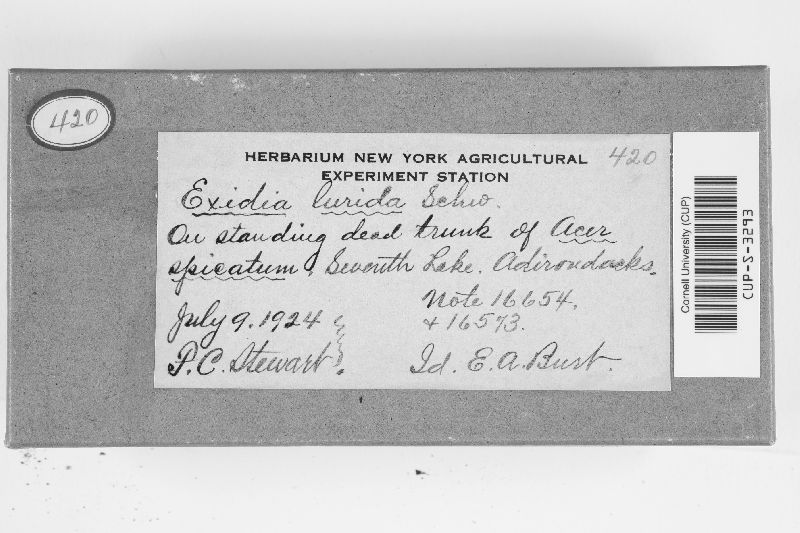 420
HERBARIUM NEW YORK AGRICULTURAL 420
EXPERIMENT STATION
Exidia lurida Schw.
On standing dead trunk of Acer
spicatum, Seventh Lake. Adirondacks.
Note 16654.
July 9. 1924 + 16573.
F. C. Stewart. Id. E. A. Burt.
Cornell University (CUP)
CUP-S-3293